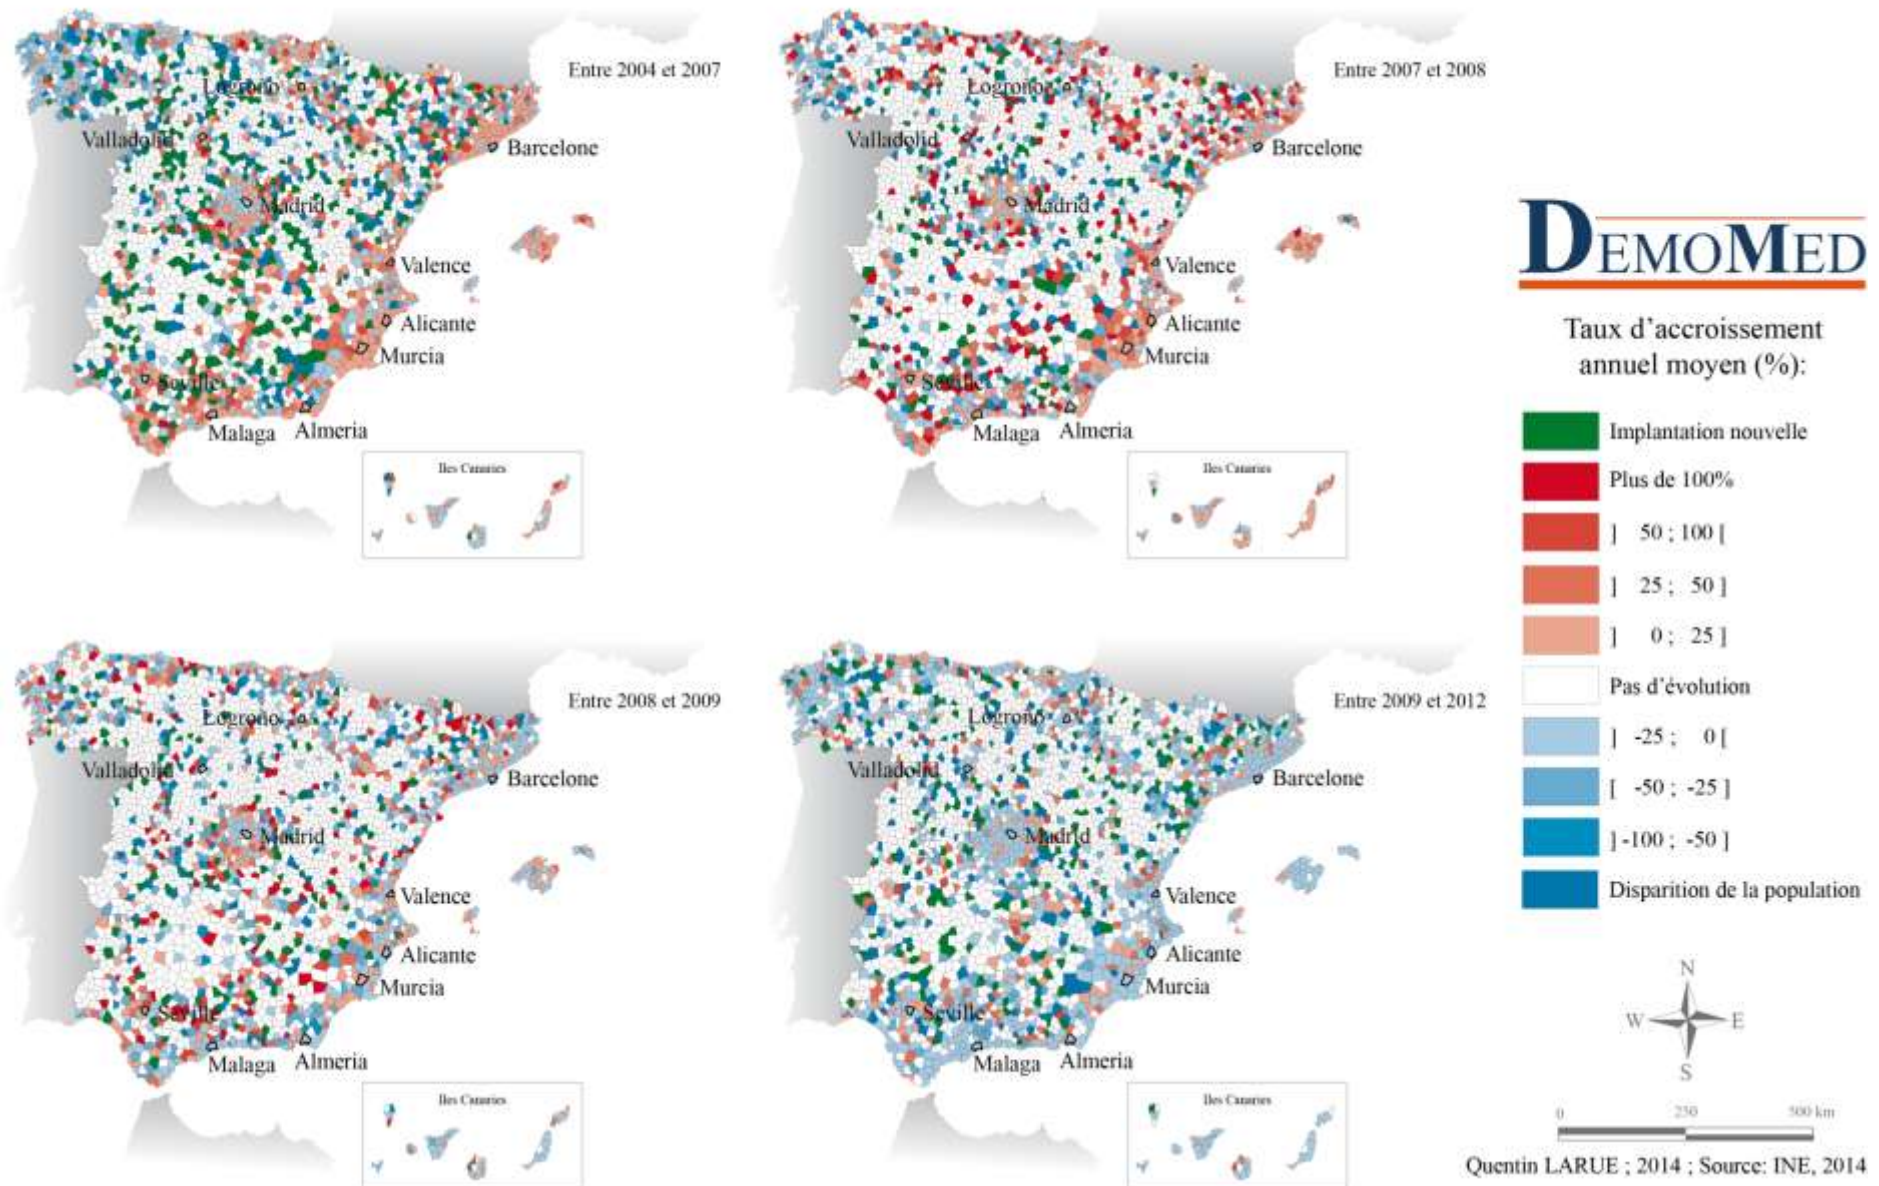 Entre 2004 et 2007
Logroño
Valladolid
Barcelone
Madrid
Valence
Alicante
Murcia
Seville
Malaga
Almeria
Iles Canaries
Entre 2007 et 2008
Logroño
Valladolid
Barcelone
Madrid
Valence
Alicante
Murcia
Seville
Malaga
Almeria
Iles Canaries
Entre 2008 et 2009
Logroño
Valladolid
Barcelone
Madrid
Valence
Alicante
Murcia
Seville
Malaga
Almeria
Iles Canaries
Entre 2009 et 2012
Logroño
Valladolid
Barcelone
Madrid
Valence
Alicante
Murcia
Seville
Malaga
Almeria
Iles Canaries
DEMOMED
Taux d'accroissement
annuel moyen (%):
Implantation nouvelle
Plus de 100%
] 50 ; 100 [
] 25 ; 50 ]
] 0 ; 25 ]
Pas d'évolution
] -25 ; 0 [
[ -50 ; -25 ]
] -100 ; -50 ]
Disparition de la population
N
W E
S
0 250 500 km
Quentin LARUE ; 2014 ; Source: INE, 2014